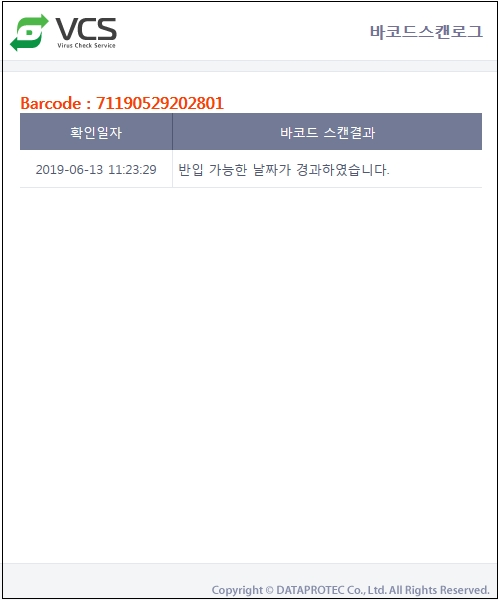 VCS
Virus Check Service
바코드스캔로그
Barcode : 71190529202801
확인일자 바코드 스캔결과
2019-06-13 11:23:29 반입 가능한 날짜가 경과하였습니다.
Copyright © DATAPROTEC Co., Ltd. All Rights Reserved.